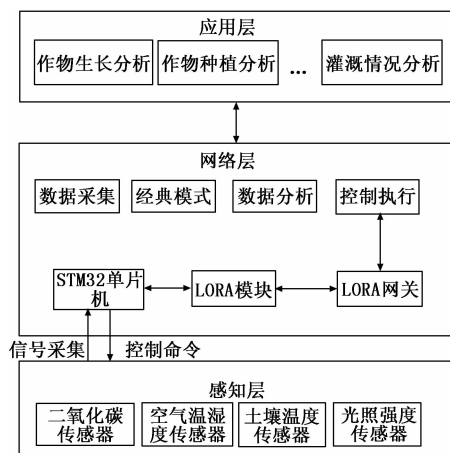 应用层
作物生长分析 作物种植分析 ... 灌溉情况分析
网络层
数据采集 经典模式 数据分析 控制执行
STM32单片
机
LORA模块 LORA网关
信号采集 控制命令
感知层
二氧化碳
传感器
空气温湿
度传感器
土壤温度
传感器
光照强度
传感器